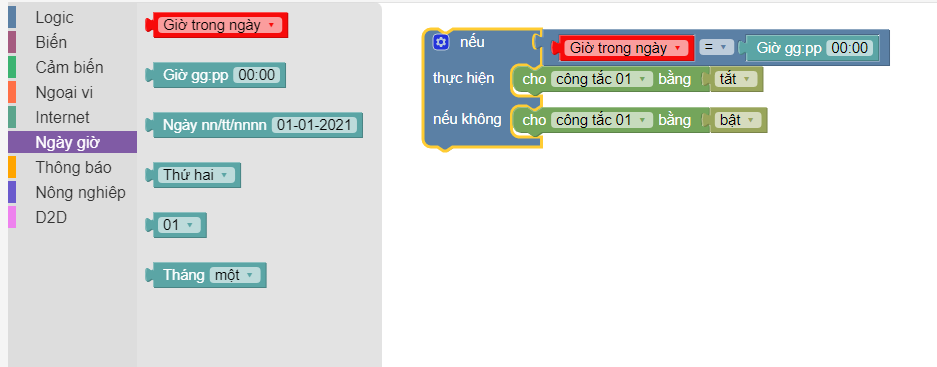 Logic
Biến
Cảm biến
Ngoại vi
Internet
Ngày giờ
Thông báo
Nông nghiệp
D2D
Giờ trong ngày
Giờ gg:pp 00:00
Ngày nn/tt/nnnn 01-01-2021
Thứ hai
01
Tháng một
nếu Giờ trong ngày = Giờ gg:pp 00:00
thực hiện cho công tắc 01 bằng tắt
nếu không cho công tắc 01 bằng bật